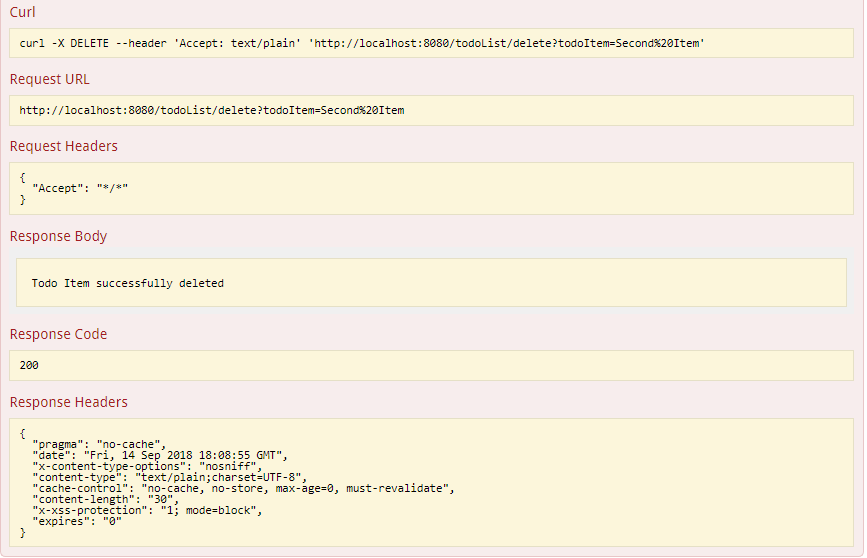 Curl
curl -X DELETE --header 'Accept: text/plain' 'http://localhost:8080/todoList/delete?todoItem=Second%20Item'
Request URL
http://localhost:8080/todoList/delete?todoItem=Second%20Item
Request Headers
{
  "Accept": "*/*"
}
Response Body
Todo Item successfully deleted
Response Code
200
Response Headers
{
  "pragma": "no-cache",
  "date": "Fri, 14 Sep 2018 18:08:55 GMT",
  "x-content-type-options": "nosniff",
  "content-type": "text/plain;charset=UTF-8",
  "cache-control": "no-cache, no-store, max-age=0, must-revalidate",
  "content-length": "30",
  "x-xss-protection": "1; mode=block",
  "expires": "0"
}